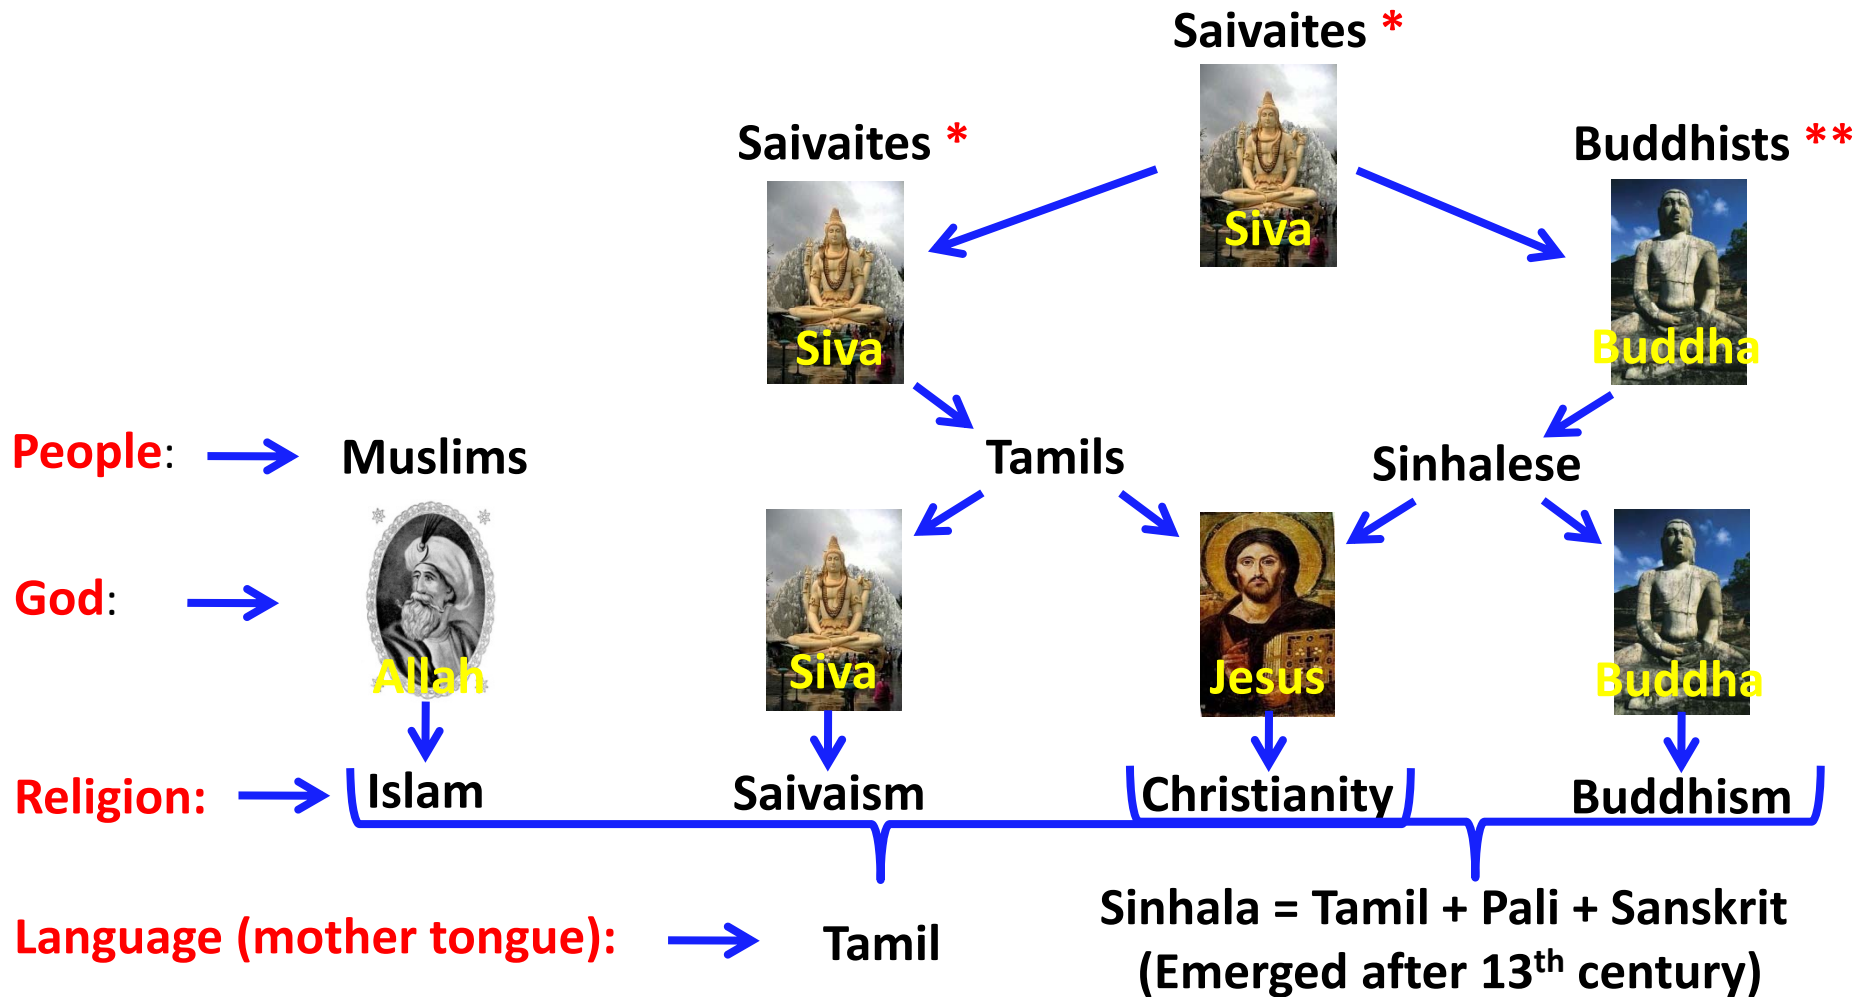 Saivaites *
Siva
Saivaites *
Siva
Buddhists **
Buddha
People:
Muslims
Tamils
Sinhalese
God:
Allah
Siva
Jesus
Buddha
Religion:
Islam
Saivaism
Christianity
Buddhism
Language (mother tongue):
Tamil
Sinhala = Tamil + Pali + Sanskrit
(Emerged after 13th century)